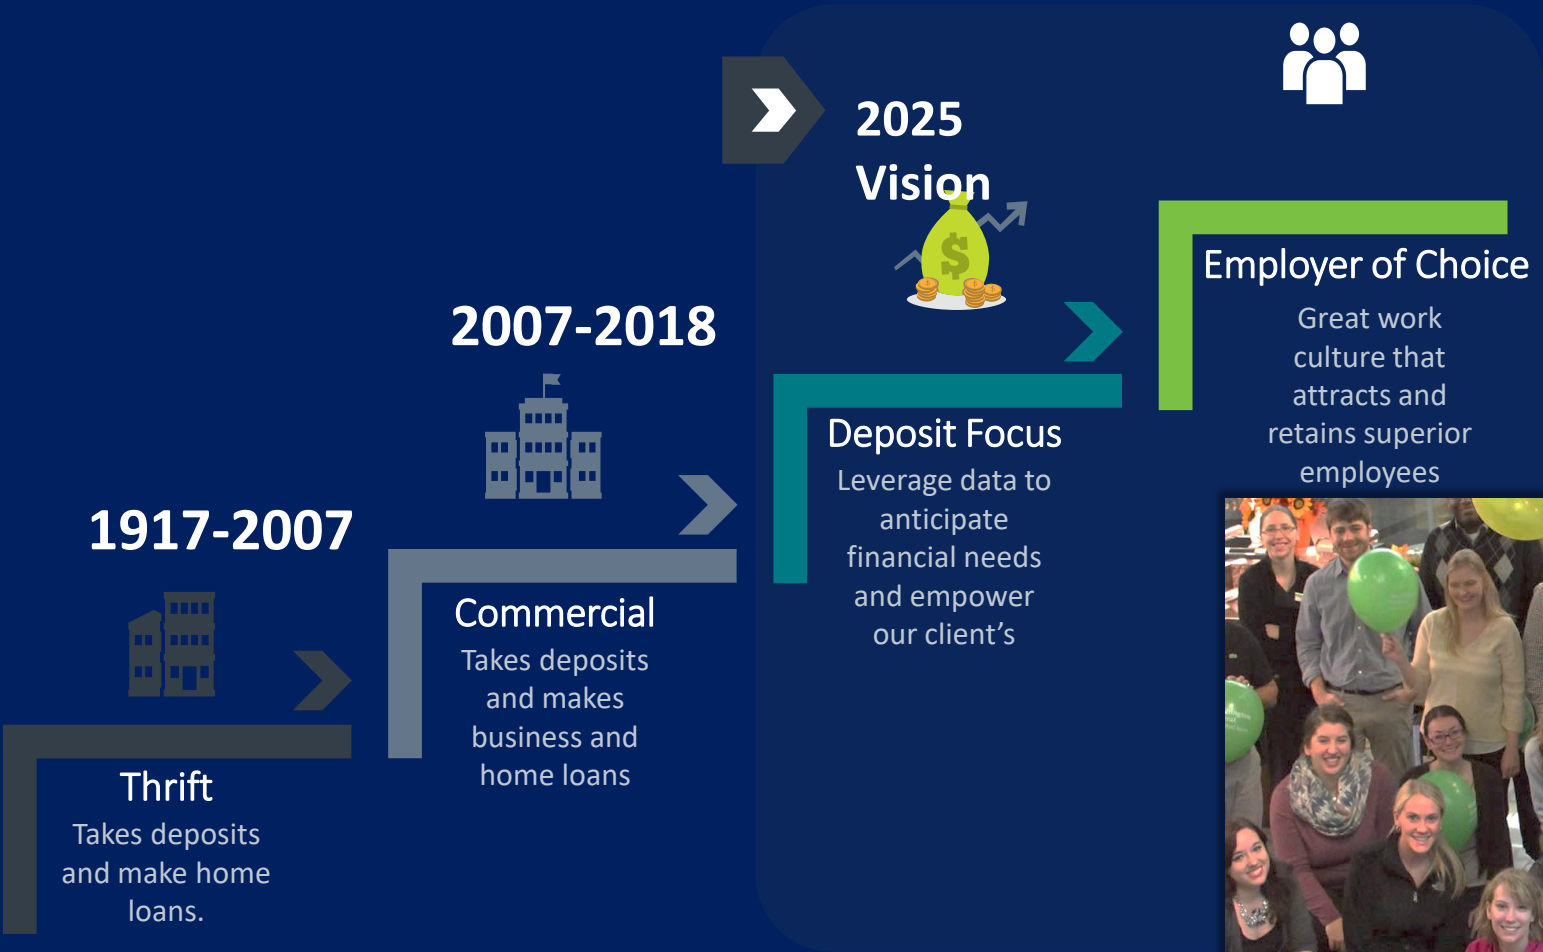 1917-2007
Thrift
Takes deposits
and make home
loans.
2007-2018
Commercial
Takes deposits
and makes
business and
home loans
2025
Vision
$
Deposit Focus
Leverage data to
anticipate
financial needs
and empower
our client’s
Employer of Choice
Great work
culture that
attracts and
retains superior
employees